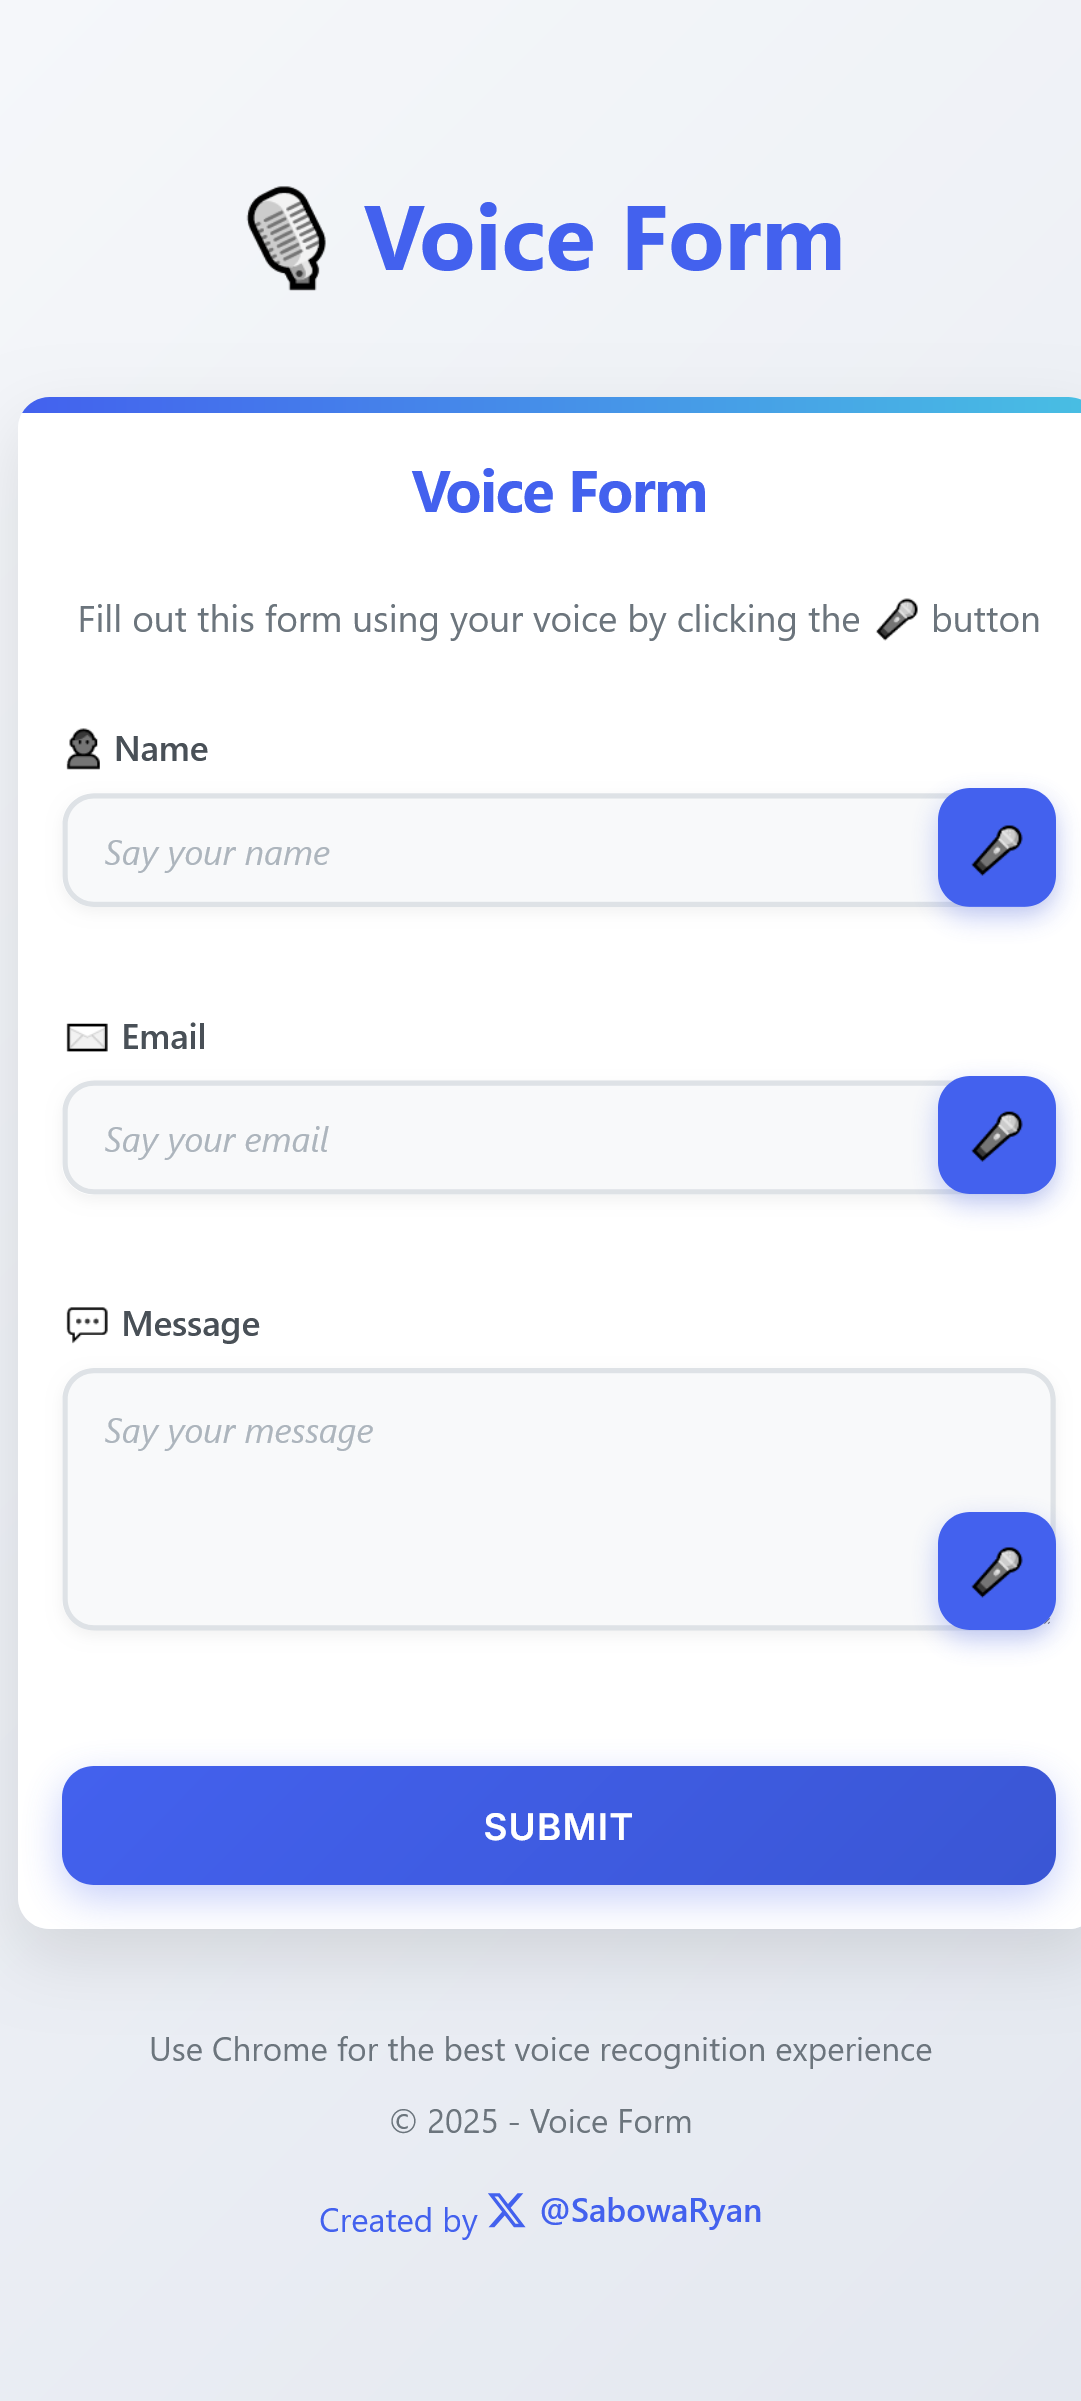 Voice Form
Voice Form
Fill out this form using your voice by clicking the 🎤 button
Name
Say your name
Email
Say your email
Message
Say your message
SUBMIT
Use Chrome for the best voice recognition experience
© 2025 - Voice Form
Created by 𝕏 @SabowaRyan